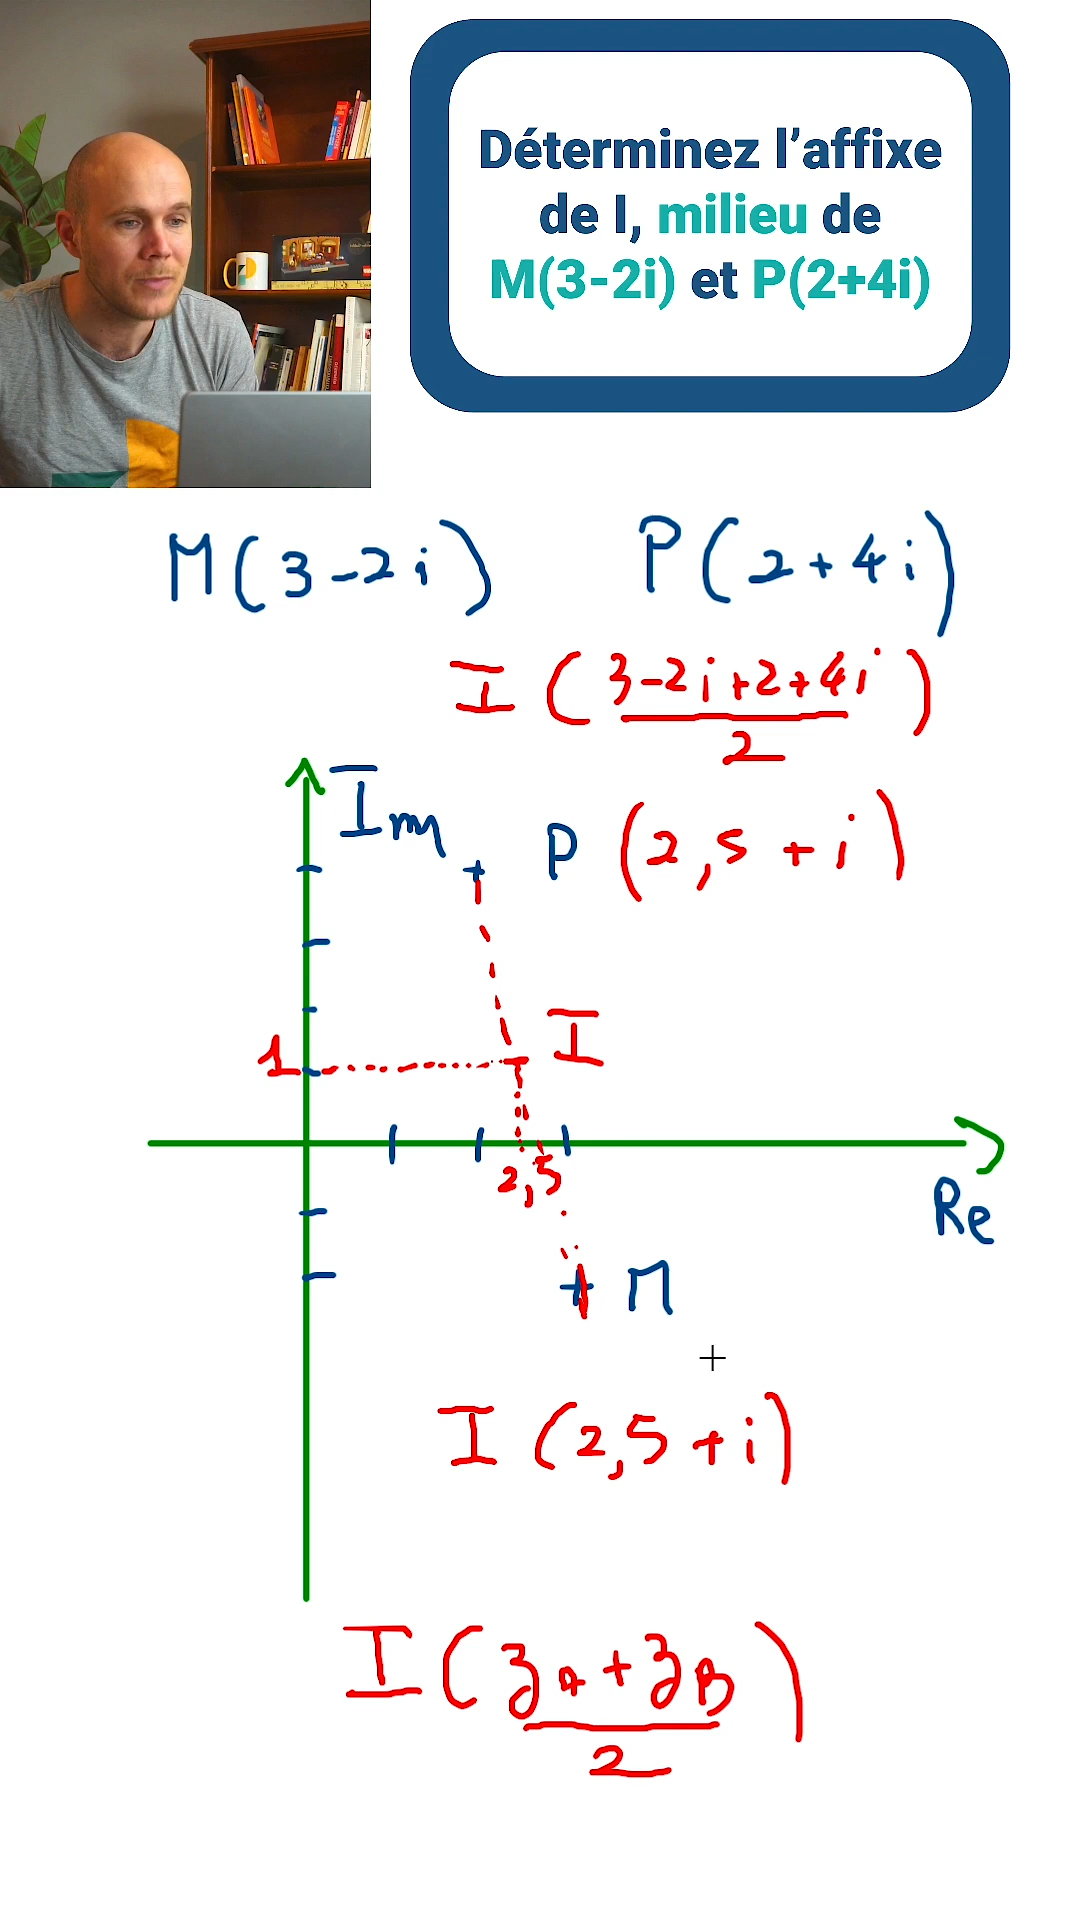 Déterminez l’affixe
de I, milieu de
M(3-2i) et P(2+4i)
M(3-2i) P(2+4i)
I(3-2i+2+4i)
2
Im
P (2,5+i)
I
1
2,5
Re
M
I(2,5+i)
I(zA+zB)
2